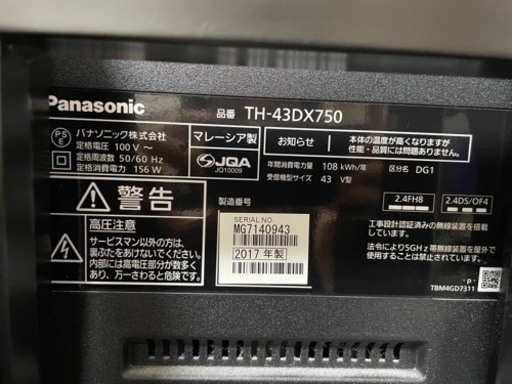 Panasonic
品番 TH-43DX750
パナソニック株式会社
定格電圧 100 V～
定格周波数 50/60 Hz
定格消費電力 156 W
マレーシア製
JQA
JQ10009
お知らせ
本体の温度が高くなりますが
性能・品質には問題ありません。
年間消費電力量 108 kWh/年
区分名 DG1
受信機型サイズ 43 V型
2.4FH8
2.4DS/OF4
警告
高圧注意
サービスマン以外の方は、
裏ぶたをあけないでください。
内部には高電圧部分が数多く
あり、万一さわると危険です。
製造番号
SERIAL NO
MG7140943
2017 年製
工事設計認証済みの無線装置を搭載
しています。
法令により5GHz帯無線装置を屋外で
使用することは禁止されています。
- p -
TBM4GD7311